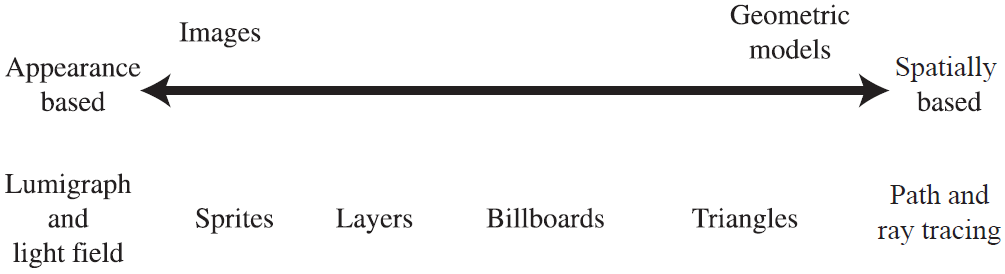 Images
Geometric
models
Appearance
based
Spatially
based
Lumigraph
and
light field
Sprites
Layers
Billboards
Triangles
Path and
ray tracing